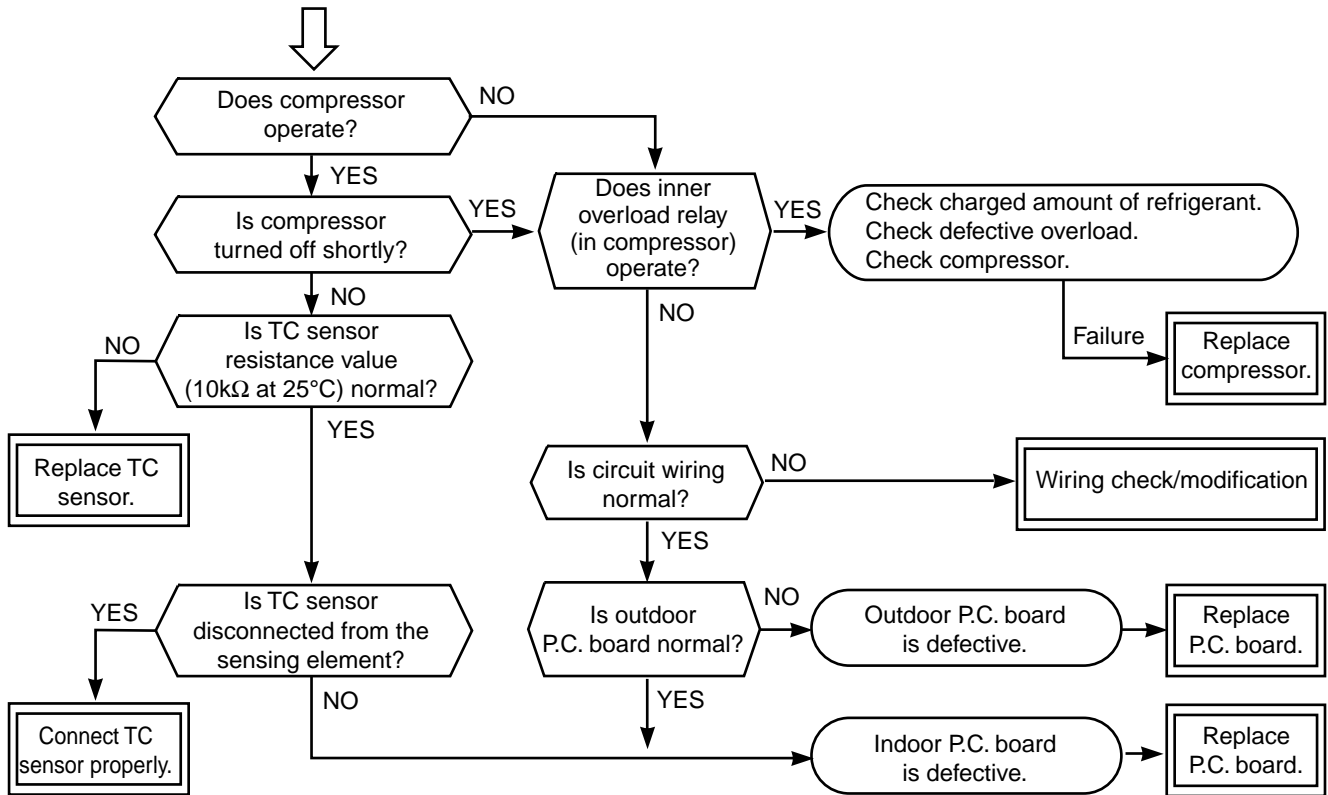 Does compressor
operate?
NO
YES
Is compressor
turned off shortly?
YES
NO
Does inner
overload relay
(in compressor)
operate?
YES
Check charged amount of refrigerant.
Check defective overload.
Check compressor.
Failure
Replace
compressor.
NO
Is TC sensor
resistance value
(10kΩ at 25°C) normal?
NO
Replace TC
sensor.
YES
Is circuit wiring
normal?
NO
Wiring check/modification
YES
Is TC sensor
disconnected from the
sensing element?
YES
Connect TC
sensor properly.
NO
Is outdoor
P.C. board normal?
NO
Outdoor P.C. board
is defective.
Replace
P.C. board.
YES
Indoor P.C. board
is defective.
Replace
P.C. board.